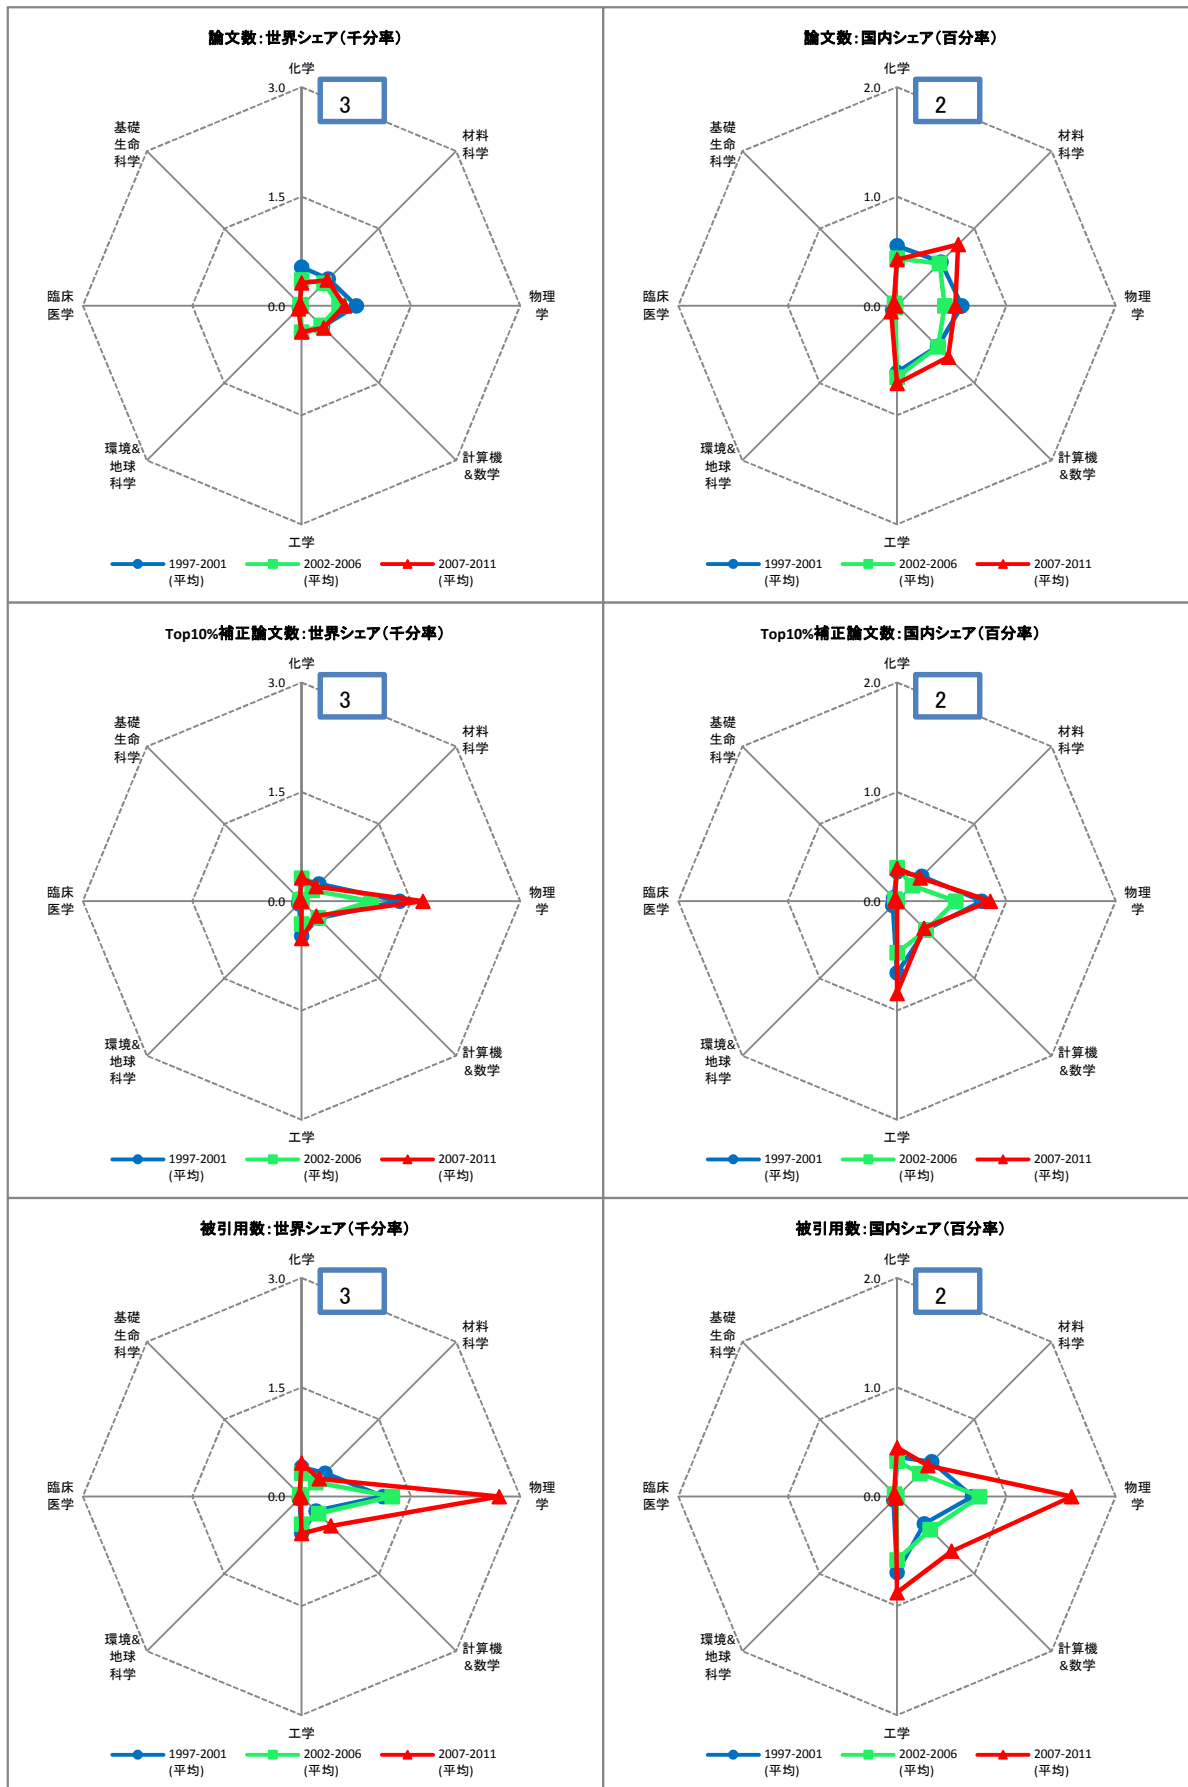 論文数：世界シェア（千分率）
化学
3.0
3
基礎
生命
科学
材料
科学
1.5
臨床
医学
0.0
物理
学
環境&
地球
科学
計算機
&数学
工学
1997-2001
(平均)
2002-2006
(平均)
2007-2011
(平均)
論文数：国内シェア（百分率）
化学
2.0
2
基礎
生命
科学
材料
科学
1.0
臨床
医学
0.0
物理
学
環境&
地球
科学
計算機
&数学
工学
1997-2001
(平均)
2002-2006
(平均)
2007-2011
(平均)
Top10%補正論文数：世界シェア（千分率）
化学
3.0
3
基礎
生命
科学
材料
科学
1.5
臨床
医学
0.0
物理
学
環境&
地球
科学
計算機
&数学
工学
1997-2001
(平均)
2002-2006
(平均)
2007-2011
(平均)
Top10%補正論文数：国内シェア（百分率）
化学
2.0
2
基礎
生命
科学
材料
科学
1.0
臨床
医学
0.0
物理
学
環境&
地球
科学
計算機
&数学
工学
1997-2001
(平均)
2002-2006
(平均)
2007-2011
(平均)
被引用数：世界シェア（千分率）
化学
3.0
3
基礎
生命
科学
材料
科学
1.5
臨床
医学
0.0
物理
学
環境&
地球
科学
計算機
&数学
工学
1997-2001
(平均)
2002-2006
(平均)
2007-2011
(平均)
被引用数：国内シェア（百分率）
化学
2.0
2
基礎
生命
科学
材料
科学
1.0
臨床
医学
0.0
物理
学
環境&
地球
科学
計算機
&数学
工学
1997-2001
(平均)
2002-2006
(平均)
2007-2011
(平均)